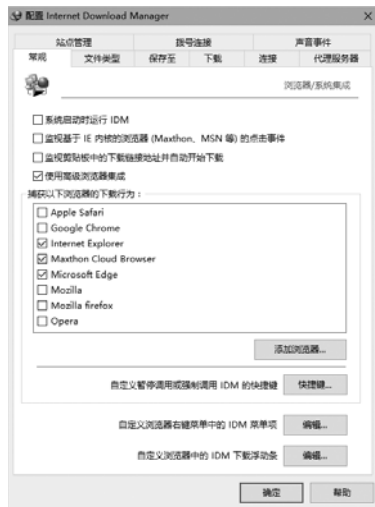 配置 Internet Download Manager
站点管理 拨号连接 声音事件
常规 文件类型 保存至 下载 连接 代理服务器
浏览器/系统集成
系统启动时运行 IDM
监视基于 IE 内核的浏览器 (Maxthon、MSN 等) 的点击事件
监视剪贴板中的下载链接地址并自动开始下载
使用高级浏览器集成
捕获以下浏览器的下载行为:
Apple Safari
Google Chrome
Internet Explorer
Maxthon Cloud Browser
Microsoft Edge
Mozilla
Mozilla firefox
Opera
添加浏览器...
自定义暂停调用或强制调用 IDM 的快捷键 快捷键...
自定义浏览器右键菜单中的 IDM 菜单项 编辑...
自定义浏览器中的 IDM 下载浮动条 编辑...
确定 帮助